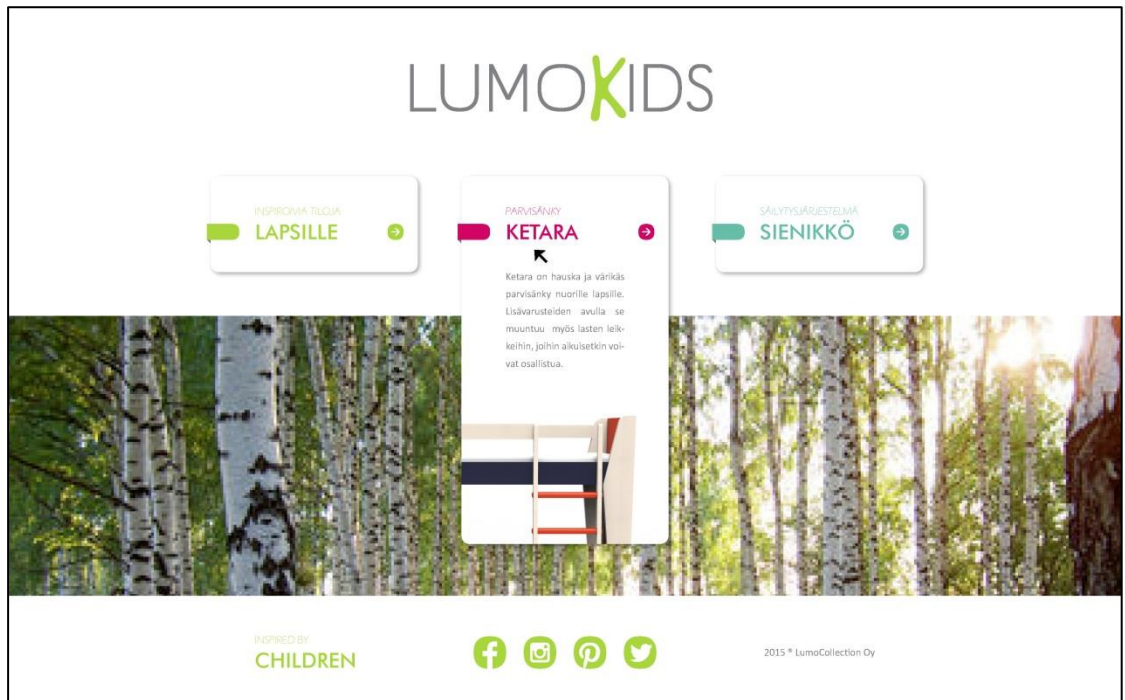 LUMOKIDS
INSPIROIVIA TILOJA
LAPSILLE
PARVISÄNKY
KETARA
Ketara on hauska ja värikäs
parvisänky nuorille lapsille.
Lisävarusteiden avulla se
muuntuu myös lasten leik-
keihin, joihin aikuisetkin voi-
vat osallistua.
SÄILYTYSJÄRJESTELMÄ
SIENIKKÖ
INSPIRED BY
CHILDREN
2015 ® LumoCollection Oy